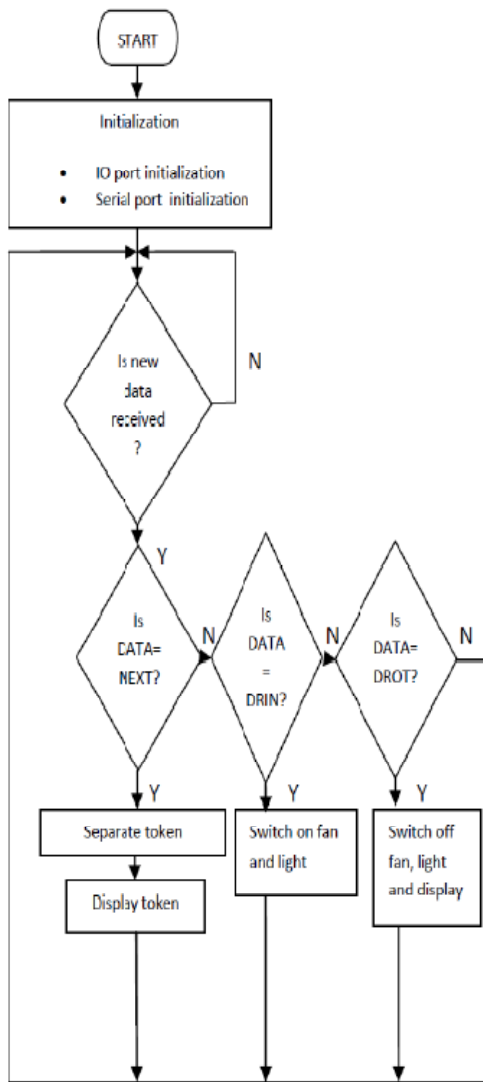 START
Initialization
• IO port initialization
• Serial port initialization
Is new
data
received
?
N
Y
Is
DATA=
NEXT?
N
Is
DATA
=
DRIN?
N
Is
DATA=
DROT?
N
Y
Y
Y
Separate token
Display token
Switch on fan
and light
Switch off
fan, light
and display